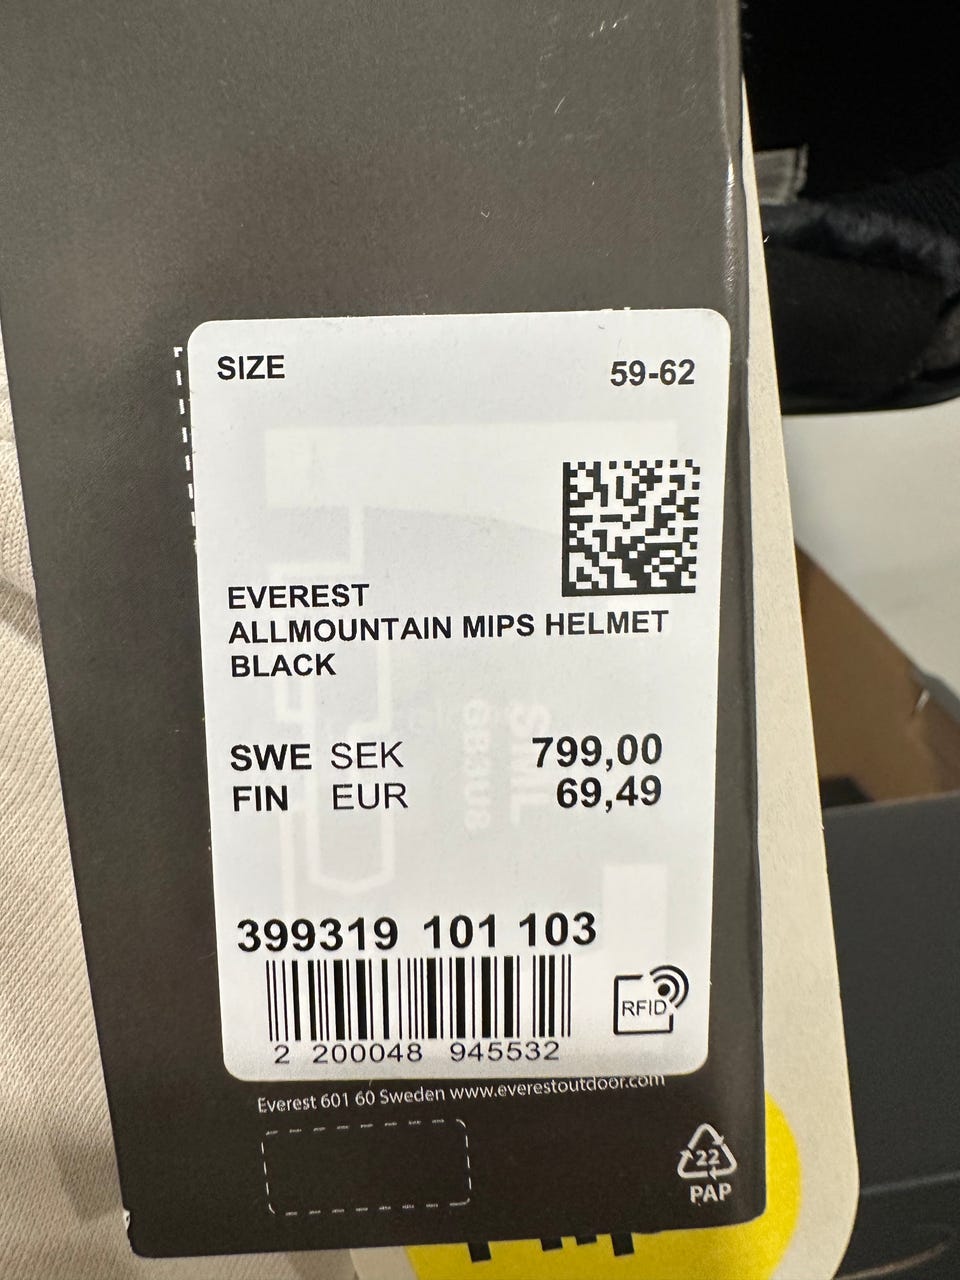 SIZE 59-62
EVEREST
ALLMOUNTAIN MIPS HELMET
BLACK
SWE SEK 799,00
FIN EUR 69,49
399319 101 103
RFID
2 200048 945532
Everest 601 60 Sweden www.everestoutdoor.com
22
PAP